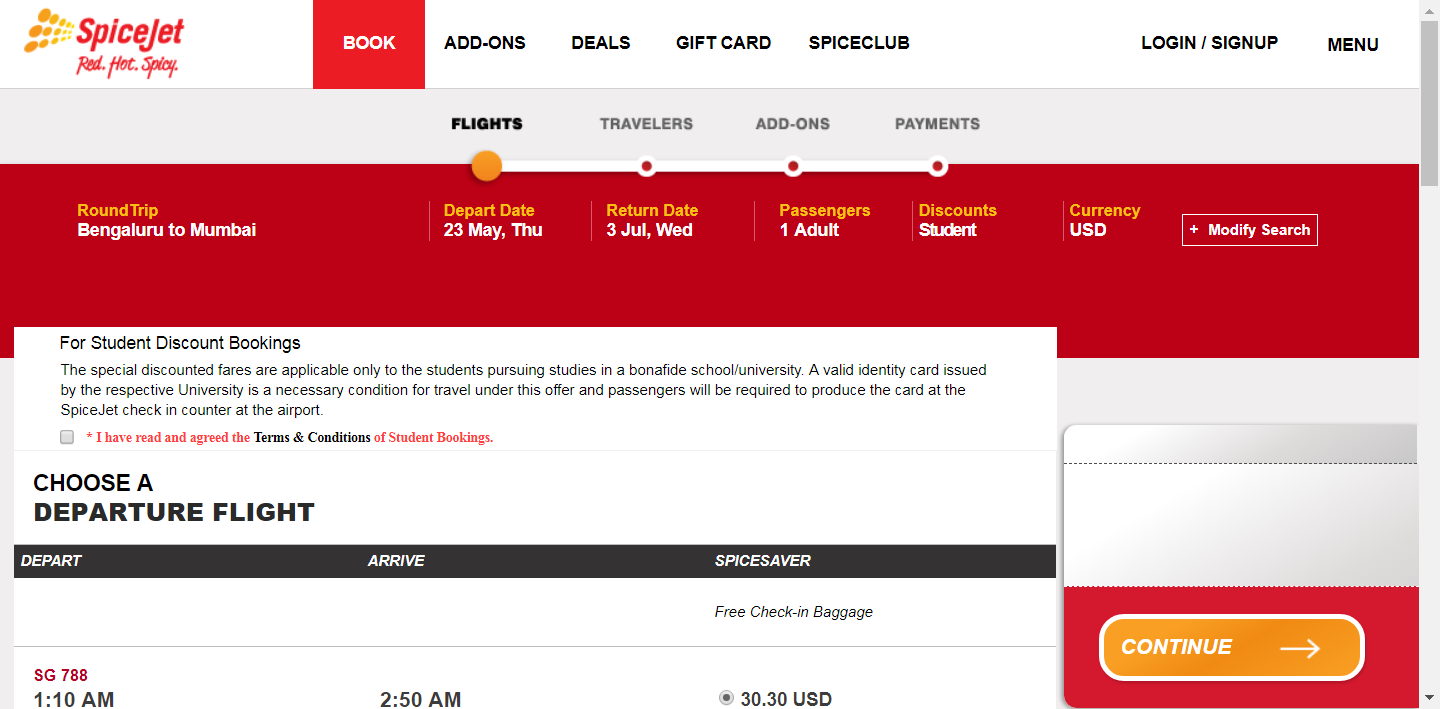 SpiceJet
Red. Hot. Spicy.
BOOK
ADD-ONS
DEALS
GIFT CARD
SPICECLUB
LOGIN / SIGNUP
MENU
FLIGHTS
TRAVELERS
ADD-ONS
PAYMENTS
RoundTrip
Bengaluru to Mumbai
Depart Date
23 May, Thu
Return Date
3 Jul, Wed
Passengers
1 Adult
Discounts
Student
Currency
USD
+ Modify Search
For Student Discount Bookings
The special discounted fares are applicable only to the students pursuing studies in a bonafide school/university. A valid identity card issued
by the respective University is a necessary condition for travel under this offer and passengers will be required to produce the card at the
SpiceJet check in counter at the airport.
* I have read and agreed the Terms & Conditions of Student Bookings.
CHOOSE A
DEPARTURE FLIGHT
DEPART
ARRIVE
SPICESAVER
Free Check-in Baggage
SG 788
1:10 AM
2:50 AM
30.30 USD
CONTINUE